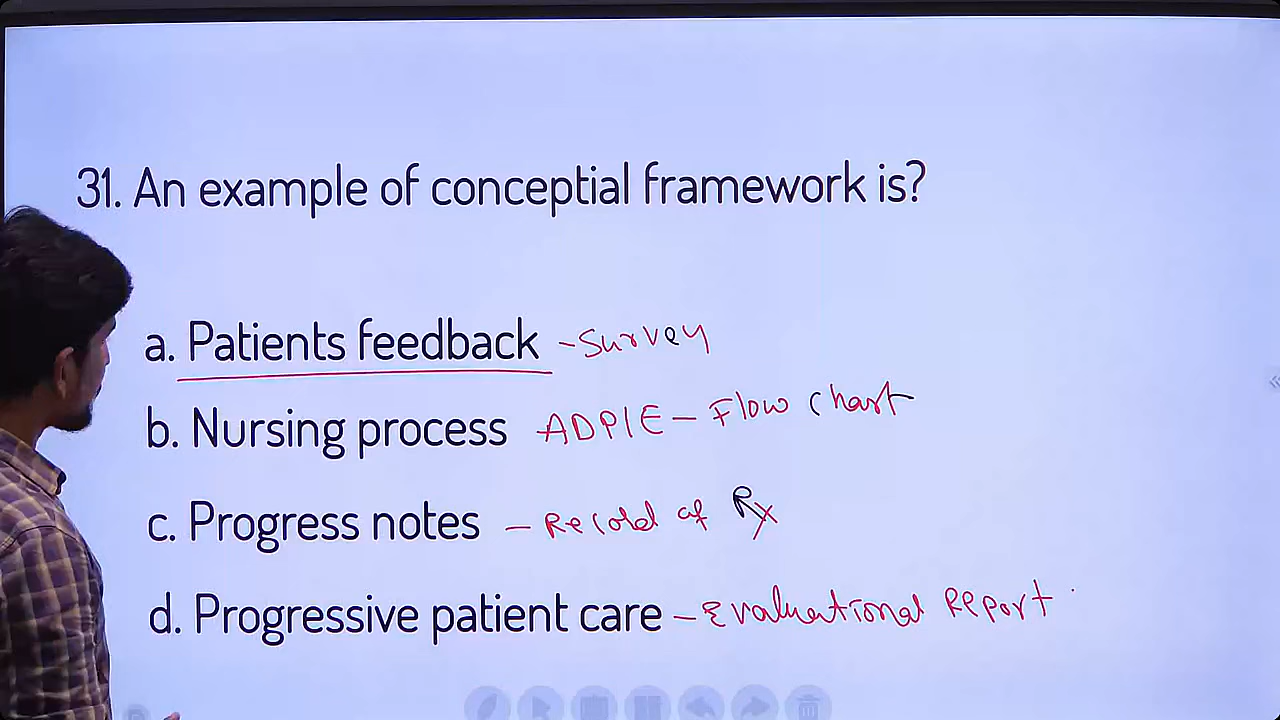 31. An example of conceptial framework is?
a. Patients feedback - Survey
b. Nursing process ADPIE - Flow chart
c. Progress notes - Record of Rx
d. Progressive patient care - Evaluational Report